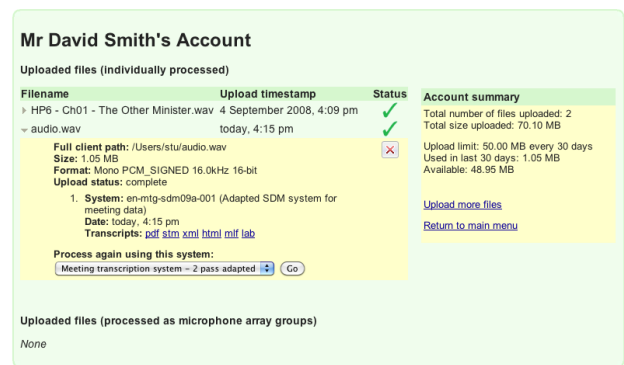 Mr David Smith's Account
Uploaded files (individually processed)
Filename Upload timestamp Status
HP6 - Ch01 - The Other Minister.wav 4 September 2008, 4:09 pm
audio.wav today, 4:15 pm
Full client path: /Users/stu/audio.wav
Size: 1.05 MB
Format: Mono PCM_SIGNED 16.0kHz 16-bit
Upload status: complete
1. System: en-mtg-sdm09a-001 (Adapted SDM system for
meeting data)
Date: today, 4:15 pm
Transcripts: pdf stm xml html mlf lab
Process again using this system:
Meeting transcription system - 2 pass adapted Go
Account summary
Total number of files uploaded: 2
Total size uploaded: 70.10 MB
Upload limit: 50.00 MB every 30 days
Used in last 30 days: 1.05 MB
Available: 48.95 MB
Upload more files
Return to main menu
Uploaded files (processed as microphone array groups)
None